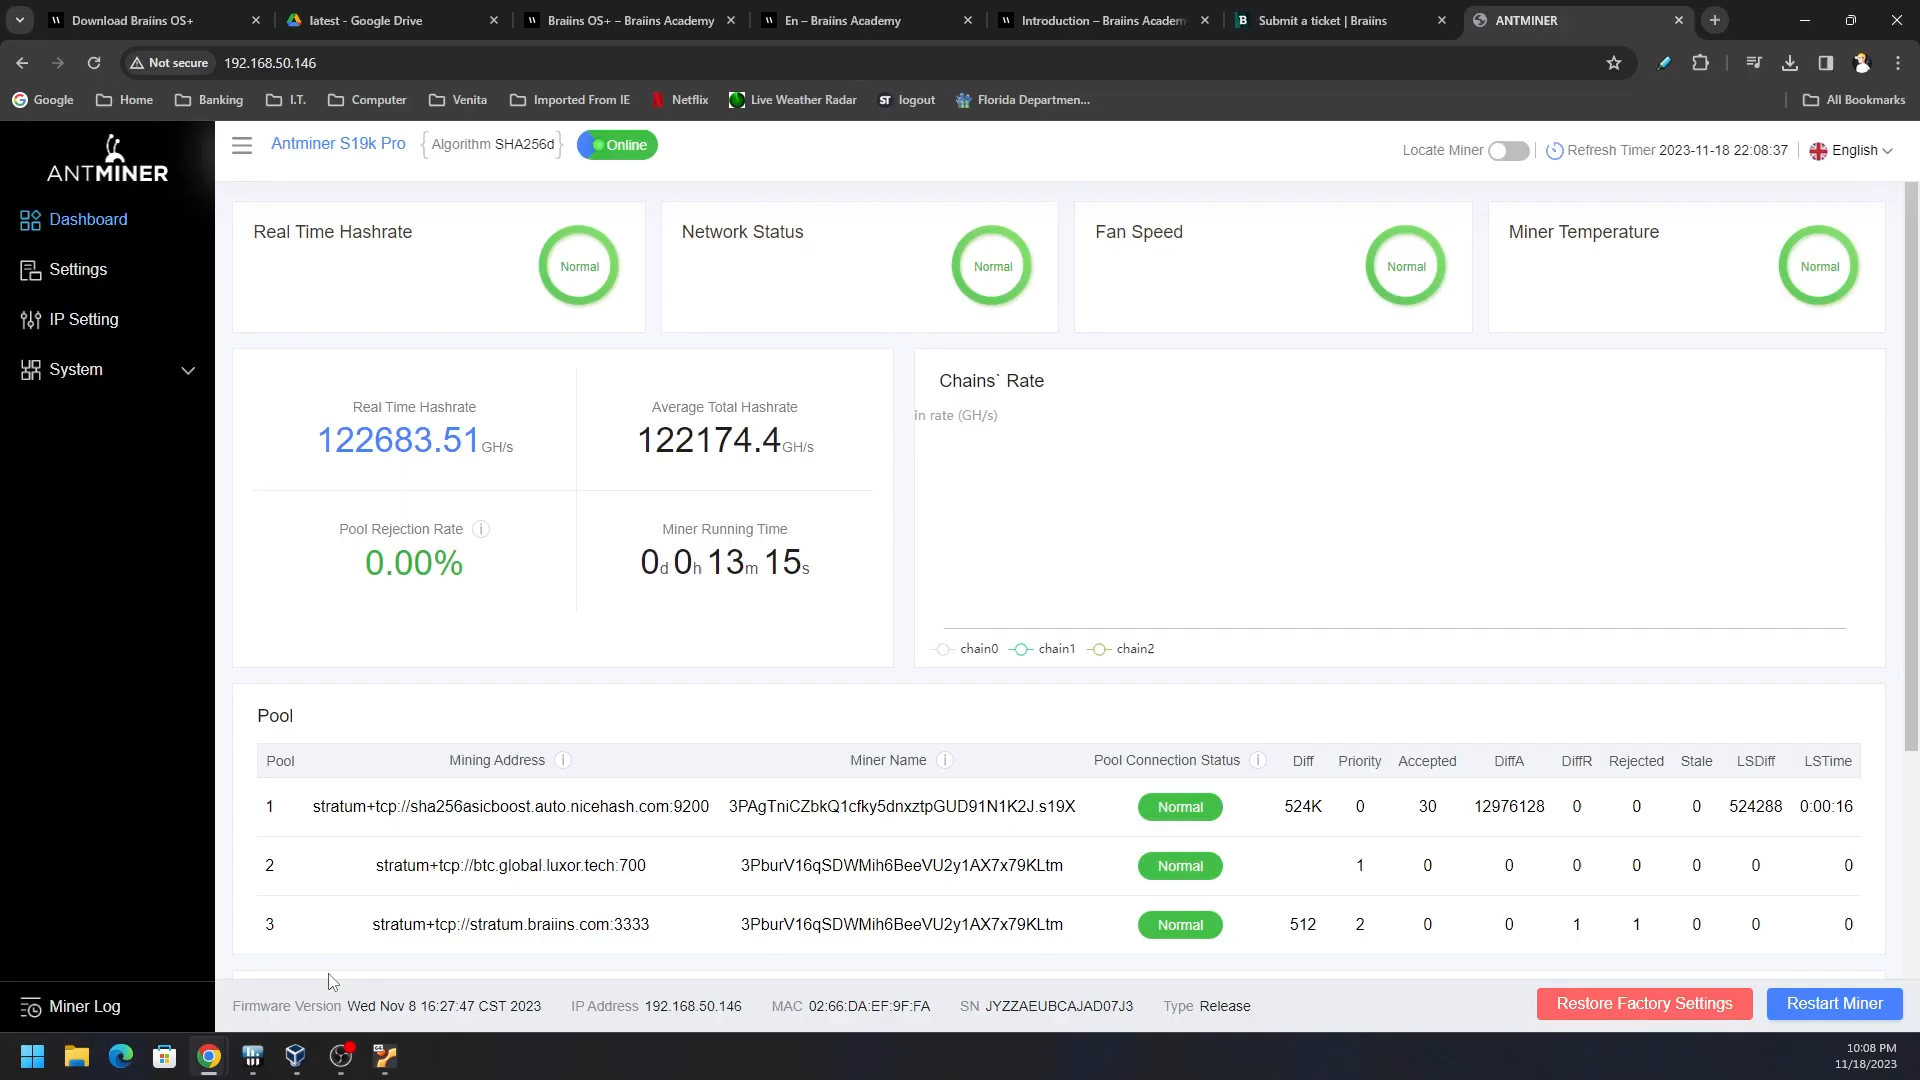 Download Braiins OS+
latest - Google Drive
Braiins OS+ – Braiins Academy
En – Braiins Academy
Introduction – Braiins Academ
Submit a ticket | Braiins
ANTMINER
Not secure
192.168.50.146
Google
Home
Banking
I.T.
Computer
Venita
Imported From IE
Netflix
Live Weather Radar
ST logout
Florida Departmen...
All Bookmarks
ANTMINER
Antminer S19k Pro
Algorithm SHA256d
Online
Locate Miner
Refresh Timer 2023-11-18 22:08:37
English
Dashboard
Settings
IP Setting
System
Miner Log
Real Time Hashrate
Normal
Network Status
Normal
Fan Speed
Normal
Miner Temperature
Normal
Real Time Hashrate
122683.51GH/s
Average Total Hashrate
122174.4GH/s
Pool Rejection Rate
0.00%
Miner Running Time
0d 0h 13m 15s
Chains` Rate
in rate (GH/s)
chain0 chain1 chain2
Pool
Pool Mining Address Miner Name Pool Connection Status Diff Priority Accepted DiffA DiffR Rejected Stale LSDiff LSTime
1 stratum+tcp://sha256asicboost.auto.nicehash.com:9200 3PAgTniCZbkQ1cfky5dnxztpGUD91N1K2J.s19X Normal 524K 0 30 12976128 0 0 0 524288 0:00:16
2 stratum+tcp://btc.global.luxor.tech:700 3PburV16qSDWMih6BeeVU2y1AX7x79KLtm Normal 1 0 0 0 0 0 0 0
3 stratum+tcp://stratum.braiins.com:3333 3PburV16qSDWMih6BeeVU2y1AX7x79KLtm Normal 512 2 0 0 1 1 0 0 0
Firmware Version Wed Nov 8 16:27:47 CST 2023
IP Address 192.168.50.146
MAC 02:66:DA:EF:9F:FA
SN JYZZAEUBCAJAD07J3
Type Release
Restore Factory Settings
Restart Miner
10:08 PM
11/18/2023